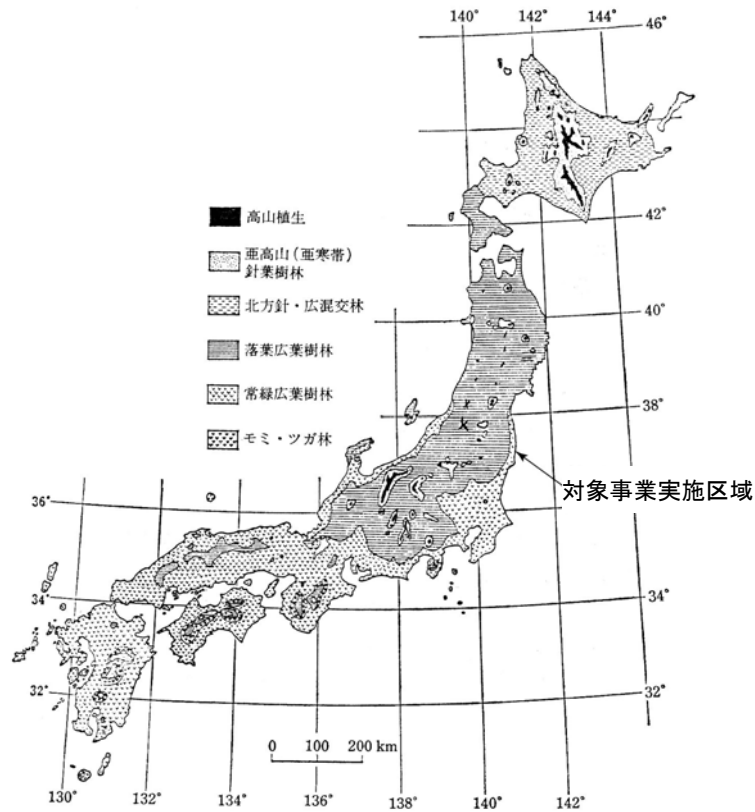 140° 142° 144° 46°
高山植生
亜高山(亜寒帯)
針葉樹林
北方針・広混交林
落葉広葉樹林
常緑広葉樹林
モミ・ツガ林
42°
40°
38°
対象事業実施区域
36°
34° 34°
32° 32°
0 100 200 km
130° 132° 134° 136° 138° 140° 142°